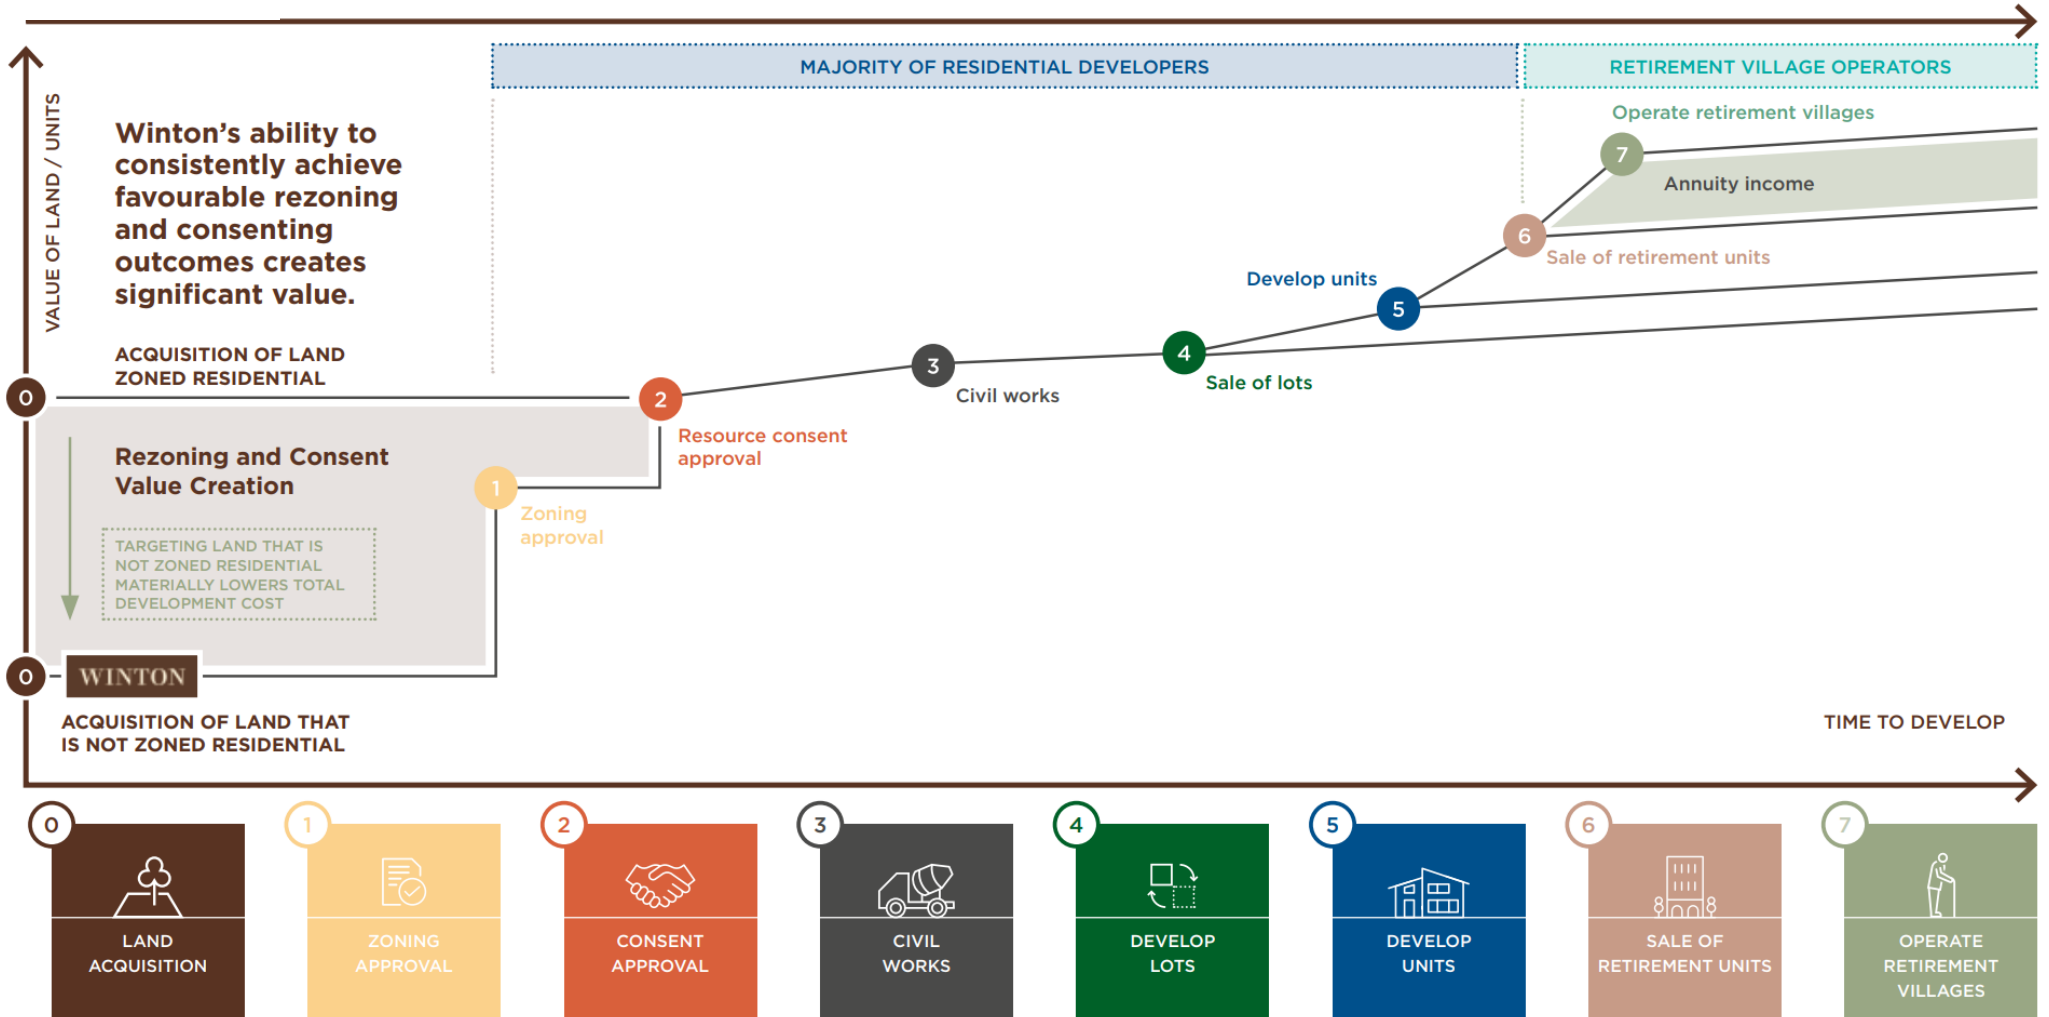 MAJORITY OF RESIDENTIAL DEVELOPERS
RETIREMENT VILLAGE OPERATORS
VALUE OF LAND / UNITS
Winton’s ability to
consistently achieve
favourable rezoning
and consenting
outcomes creates
significant value.
Operate retirement villages
7
Annuity income
6
Sale of retirement units
Develop units
5
ACQUISITION OF LAND
ZONED RESIDENTIAL
0
2
3
Civil works
4
Sale of lots
Resource consent
approval
Rezoning and Consent
Value Creation
1
Zoning
approval
TARGETING LAND THAT IS
NOT ZONED RESIDENTIAL
MATERIALLY LOWERS TOTAL
DEVELOPMENT COST
0
WINTON
ACQUISITION OF LAND THAT
IS NOT ZONED RESIDENTIAL
TIME TO DEVELOP
0
LAND
ACQUISITION
1
ZONING
APPROVAL
2
CONSENT
APPROVAL
3
CIVIL
WORKS
4
DEVELOP
LOTS
5
DEVELOP
UNITS
6
SALE OF
RETIREMENT UNITS
7
OPERATE
RETIREMENT
VILLAGES